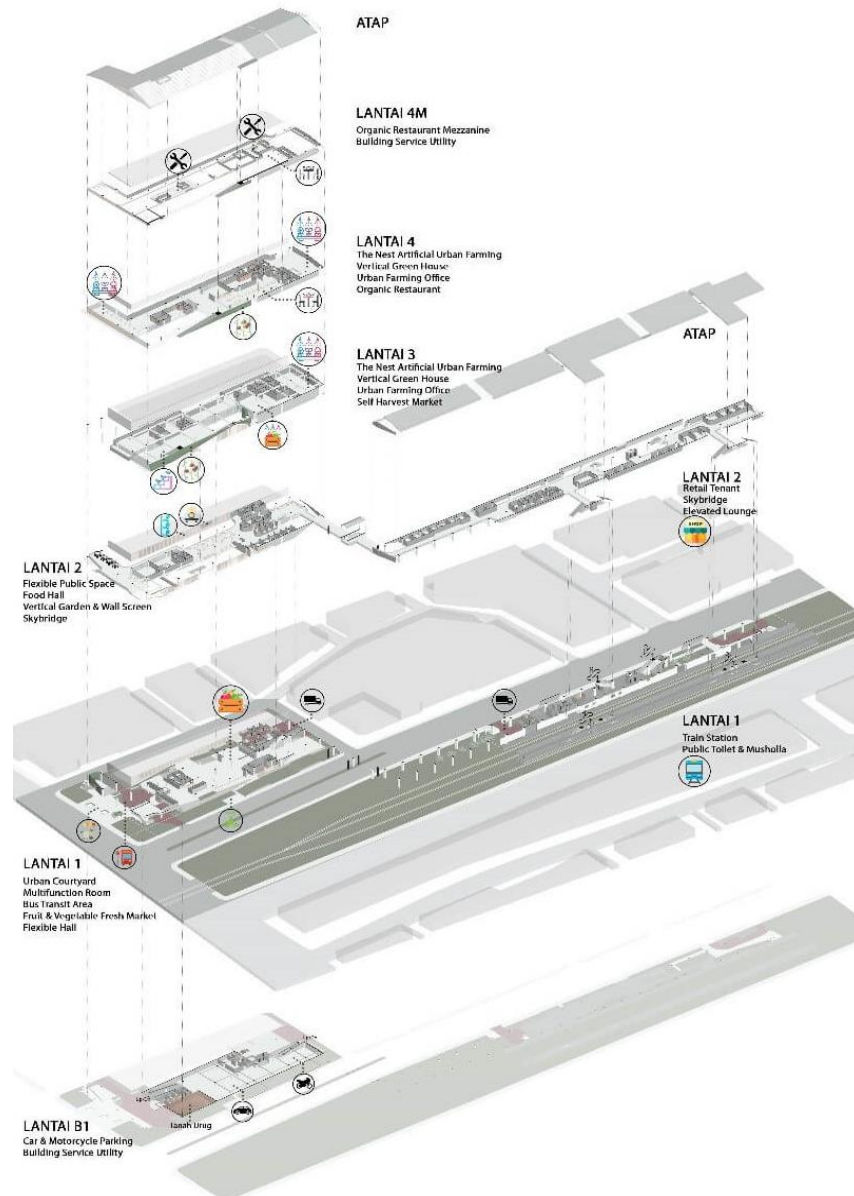 ATAP
LANTAI 4M
Organic Restaurant Mezzanine
Building Service Utility
LANTAI 4
The Nest Artificial Urban Farming
Vertical Green House
Urban Farming Office
Organic Restaurant
ATAP
LANTAI 3
The Nest Artificial Urban Farming
Vertical Green House
Urban Farming Office
Self Harvest Market
LANTAI 2
Retail Tenant
Skybridge
Elevated Lounge
SHOP
LANTAI 2
Flexible Public Space
Food Hall
Vertical Garden & Wall Screen
Skybridge
LANTAI 1
Train Station
Public Toilet & Musholla
LANTAI 1
Urban Courtyard
Multifunction Room
Bus Transit Area
Fruit & Vegetable Fresh Market
Flexible Hall
Tanah Urug
LANTAI B1
Car & Motorcycle Parking
Building Service Utility